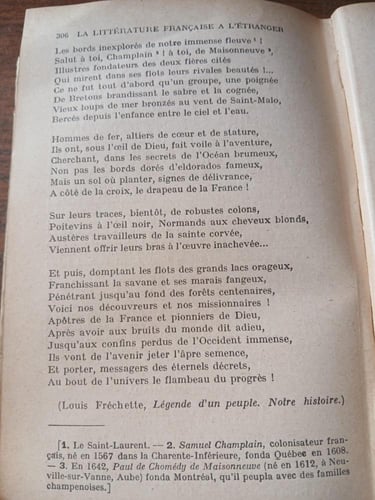 306 LA LITTÉRATURE FRANÇAISE A L'ÉTRANGER
Les bords inexplorés de notre immense fleuve ¹ !
Salut à toi, Champlain ² ! à toi, de Maisonneuve ³,
Illustres fondateurs des deux fières cités
Qui mirent dans ses flots leurs rivales beautés !...
Ce ne fut tout d'abord qu'un groupe, une poignée
De Bretons brandissant le sabre et la cognée,
Vieux loups de mer bronzés au vent de Saint-Malo,
Bercés depuis l'enfance entre le ciel et l'eau.
Hommes de fer, altiers de cœur et de stature,
Ils ont, sous l'œil de Dieu, fait voile à l'aventure,
Cherchant, dans les secrets de l'Océan brumeux,
Non pas les bords dorés d'eldorados fameux,
Mais un sol où planter, signes de délivrance,
A côté de la croix, le drapeau de la France !
Sur leurs traces, bientôt, de robustes colons,
Poitevins à l'œil noir, Normands aux cheveux blonds,
Austères travailleurs de la sainte corvée,
Viennent offrir leurs bras à l'œuvre inachevée...
Et puis, domptant les flots des grands lacs orageux,
Franchissant la savane et ses marais fangeux,
Pénétrant jusqu'au fond des forêts centenaires,
Voici nos découvreurs et nos missionnaires !
Apôtres de la France et pionniers de Dieu,
Après avoir aux bruits du monde dit adieu,
Jusqu'aux confins perdus de l'Occident immense,
Ils vont de l'avenir jeter l'âpre semence,
Et porter, messagers des éternels décrets,
Au bout de l'univers le flambeau du progrès !
(Louis Fréchette, Légende d'un peuple. Notre histoire.)
[1. Le Saint-Laurent. — 2. Samuel Champlain, colonisateur fran-
çais, né en 1567 dans la Charente-Inférieure, fonda Québec en 1608.
— 3. En 1642, Paul de Chomédy de Maisonneuve (né en 1612, à Neu-
ville-sur-Vanne, Aube) fonda Montréal, qu'il peupla avec des familles
champenoises.]